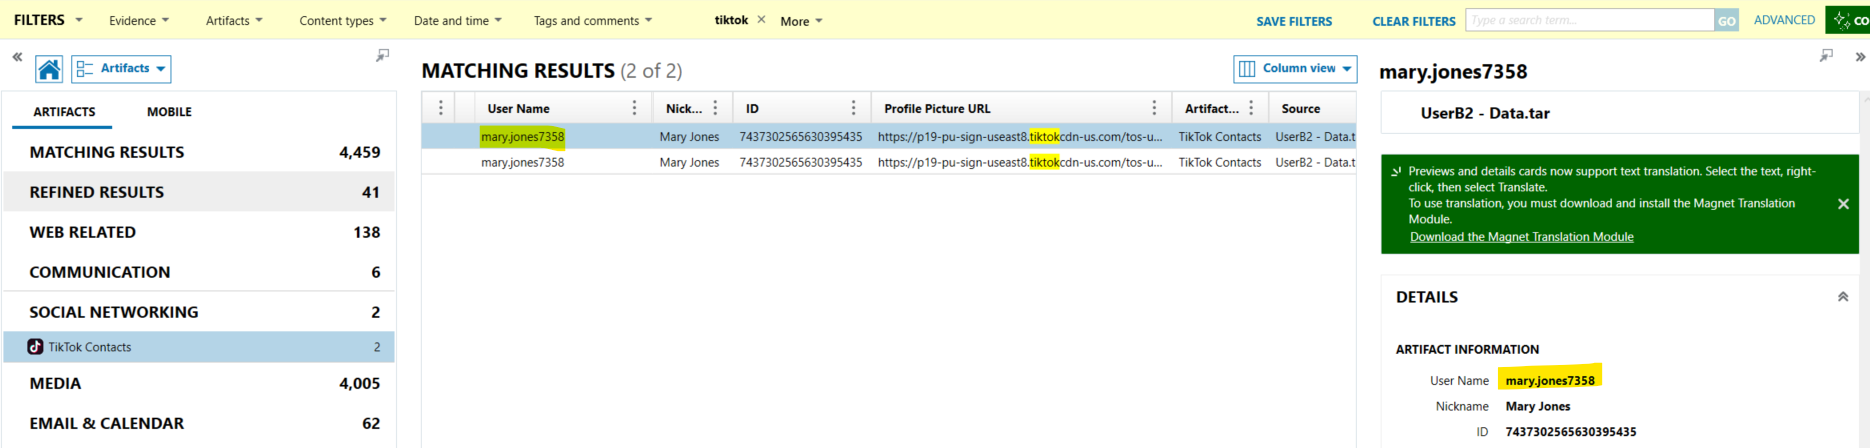 FILTERS Evidence Artifacts Content types Date and time Tags and comments tiktok × More SAVE FILTERS CLEAR FILTERS Type a search term... GO ADVANCED CO
Artifacts
ARTIFACTS MOBILE
MATCHING RESULTS 4,459
REFINED RESULTS 41
WEB RELATED 138
COMMUNICATION 6
SOCIAL NETWORKING 2
TikTok Contacts 2
MEDIA 4,005
EMAIL & CALENDAR 62
MATCHING RESULTS (2 of 2) Column view
User Name Nick... ID Profile Picture URL Artifact... Source
mary.jones7358 Mary Jones 7437302565630395435 https://p19-pu-sign-useast8.tiktokcdn-us.com/tos-u... TikTok Contacts UserB2 - Data.t
mary.jones7358 Mary Jones 7437302565630395435 https://p19-pu-sign-useast8.tiktokcdn-us.com/tos-u... TikTok Contacts UserB2 - Data.t
mary.jones7358
UserB2 - Data.tar
Previews and details cards now support text translation. Select the text, right-
click, then select Translate.
To use translation, you must download and install the Magnet Translation
Module.
Download the Magnet Translation Module
DETAILS
ARTIFACT INFORMATION
User Name mary.jones7358
Nickname Mary Jones
ID 7437302565630395435